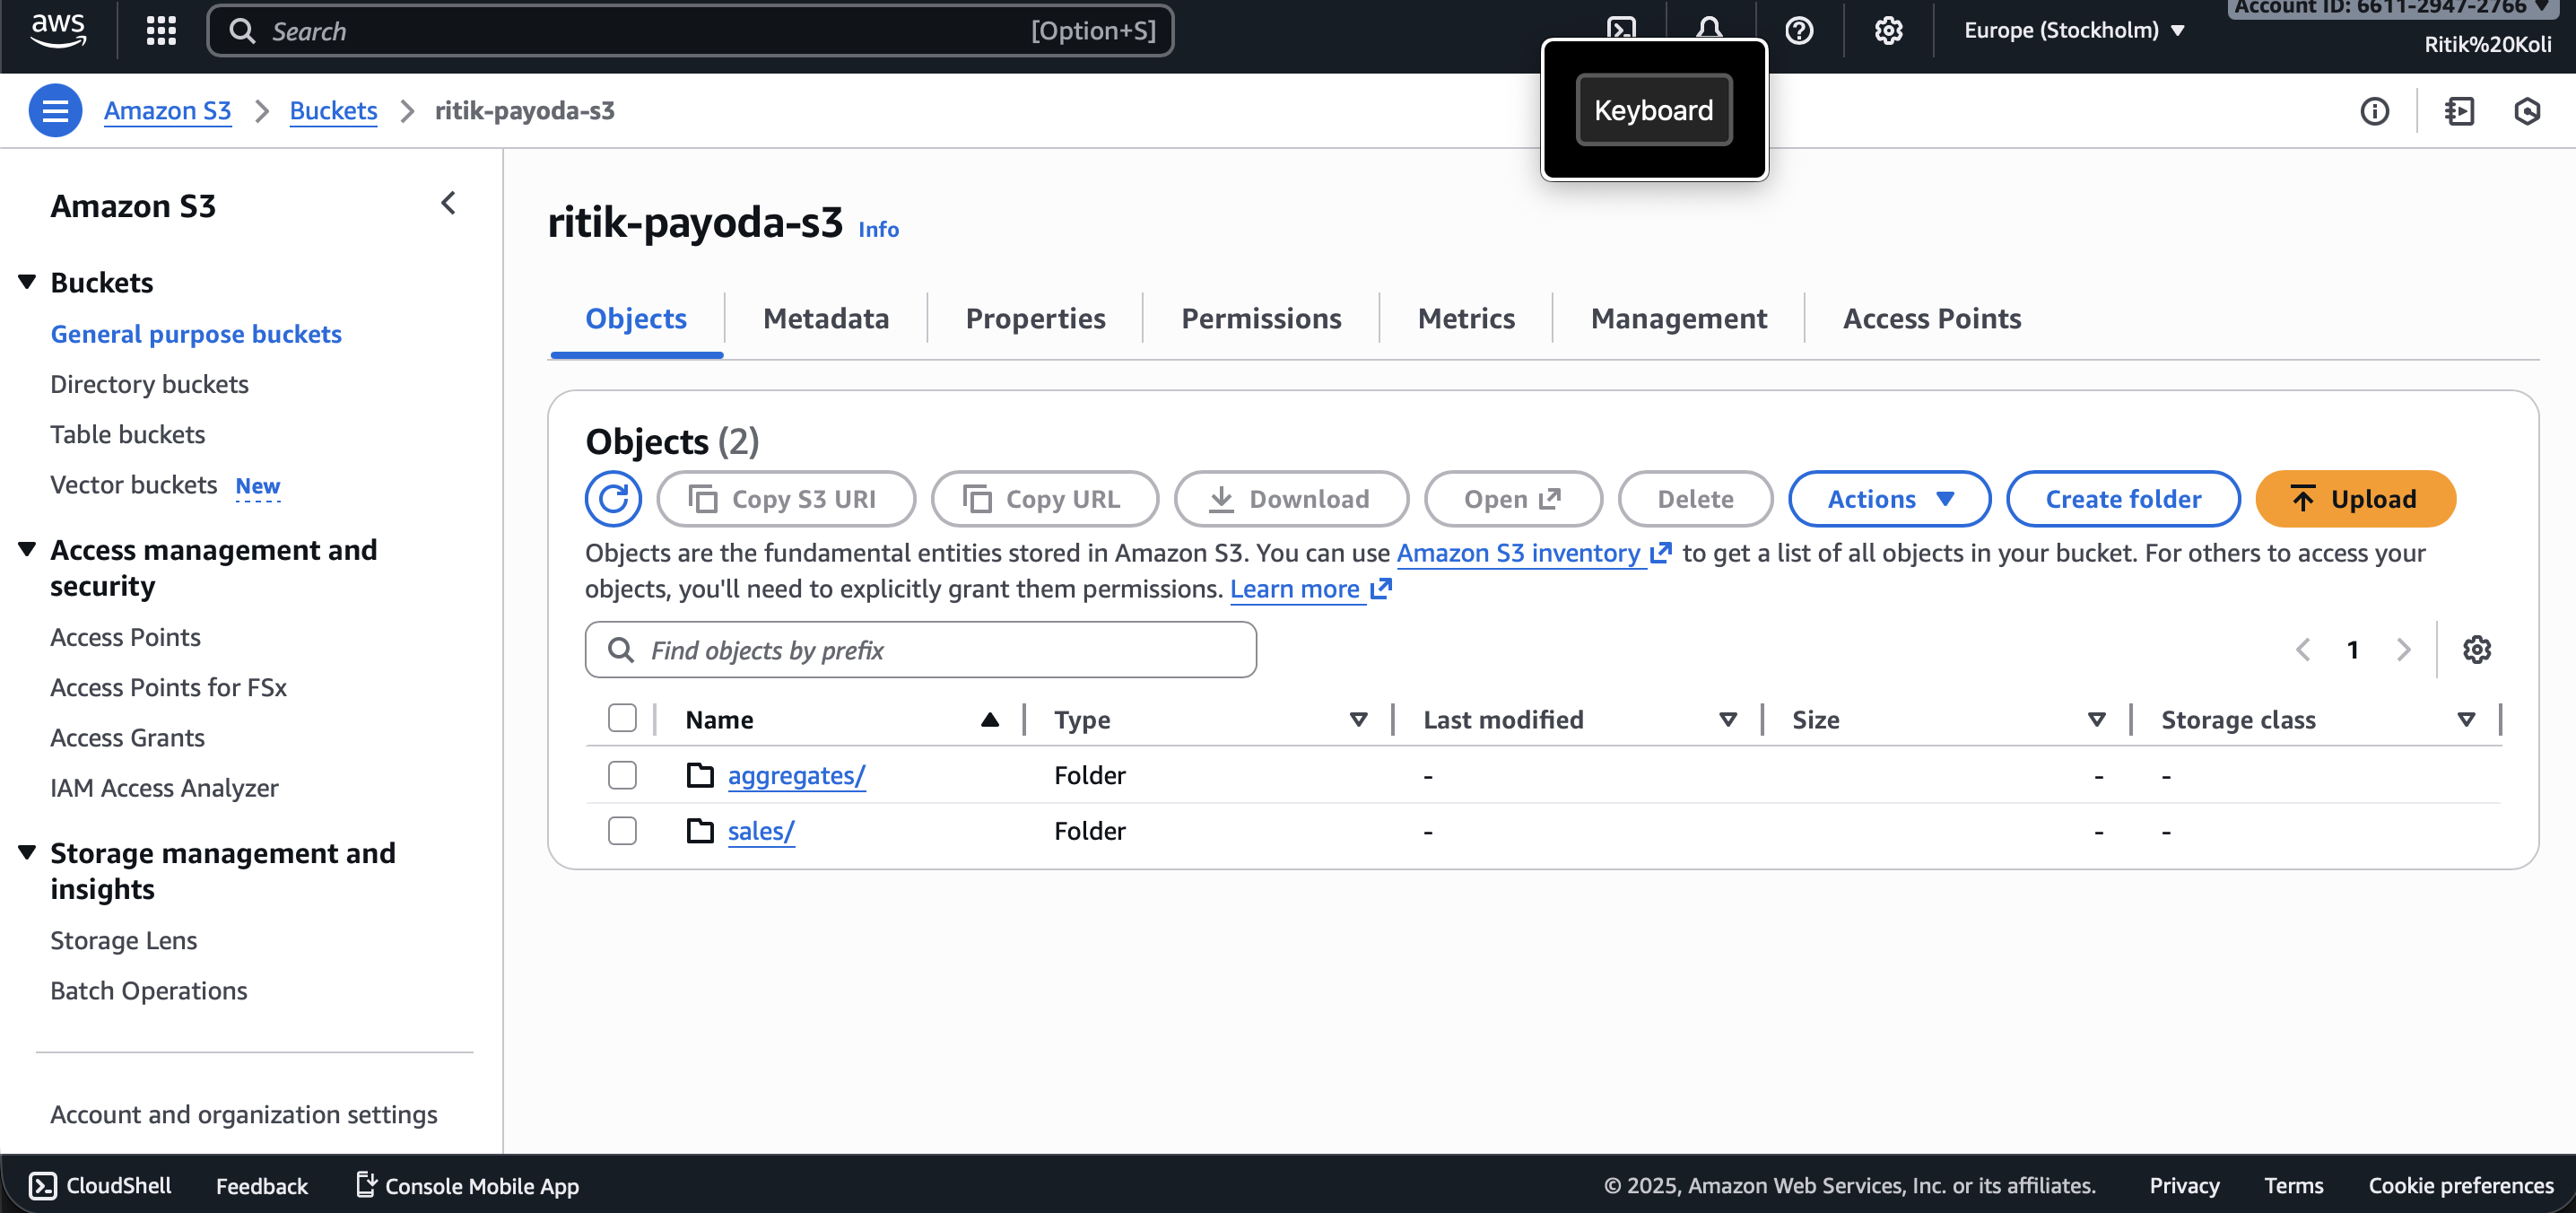 aws
Search [Option+S]
Europe (Stockholm)
Account ID: 6611-2947-2766
Ritik%20Koli
Keyboard
Amazon S3
Buckets
ritik-payoda-s3
Amazon S3
Buckets
General purpose buckets
Directory buckets
Table buckets
Vector buckets New
Access management and
security
Access Points
Access Points for FSx
Access Grants
IAM Access Analyzer
Storage management and
insights
Storage Lens
Batch Operations
Account and organization settings
ritik-payoda-s3 Info
Objects Metadata Properties Permissions Metrics Management Access Points
Objects (2)
Copy S3 URI Copy URL Download Open Delete Actions Create folder Upload
Objects are the fundamental entities stored in Amazon S3. You can use Amazon S3 inventory to get a list of all objects in your bucket. For others to access your
objects, you'll need to explicitly grant them permissions. Learn more
Find objects by prefix
1
Name Type Last modified Size Storage class
aggregates/ Folder - - -
sales/ Folder - - -
CloudShell Feedback Console Mobile App © 2025, Amazon Web Services, Inc. or its affiliates. Privacy Terms Cookie preferences